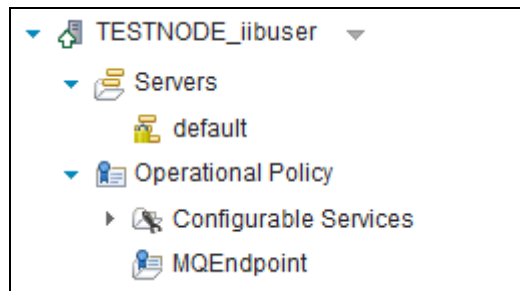 TESTNODE_iibuser
Servers
default
Operational Policy
Configurable Services
MQEndpoint